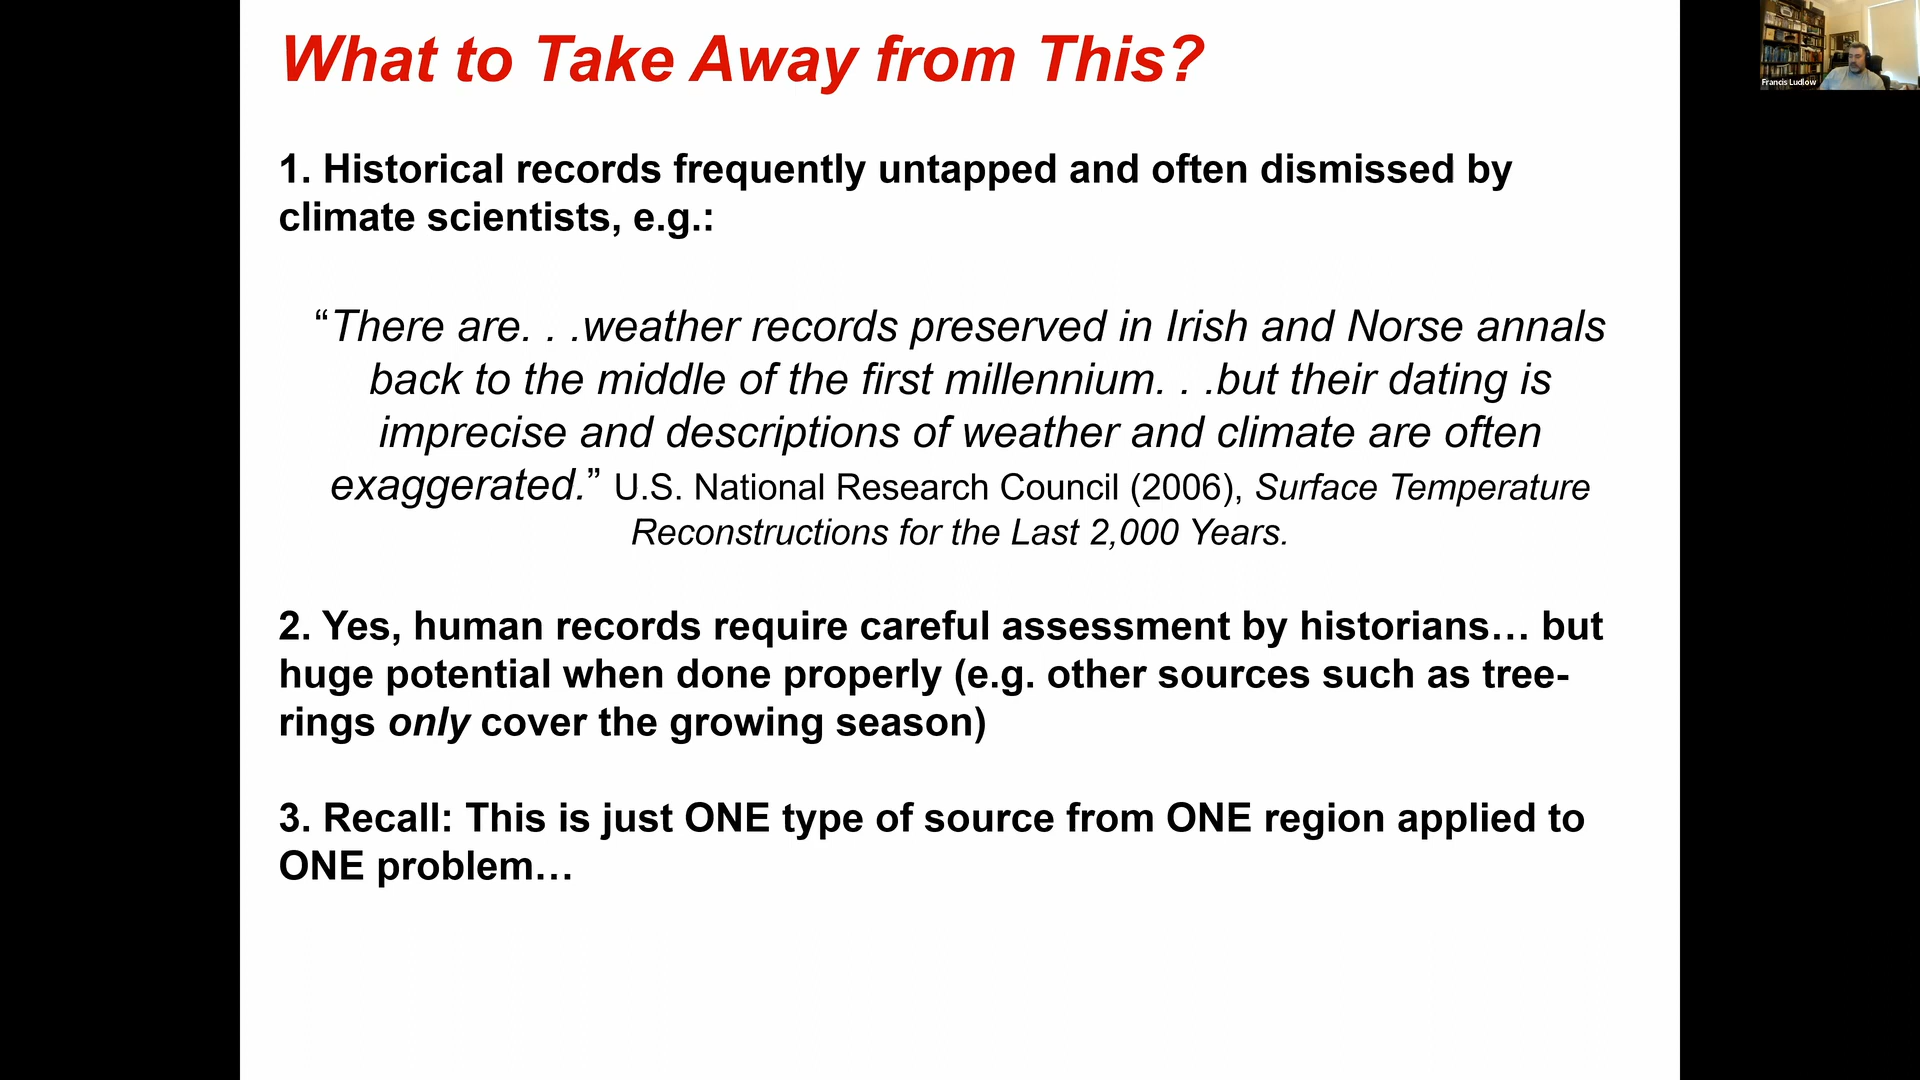 What to Take Away from This?
Francis Ludlow
1. Historical records frequently untapped and often dismissed by
climate scientists, e.g.:
“There are. . .weather records preserved in Irish and Norse annals
back to the middle of the first millennium. . .but their dating is
imprecise and descriptions of weather and climate are often
exaggerated.” U.S. National Research Council (2006), Surface Temperature
Reconstructions for the Last 2,000 Years.
2. Yes, human records require careful assessment by historians… but
huge potential when done properly (e.g. other sources such as tree-
rings only cover the growing season)
3. Recall: This is just ONE type of source from ONE region applied to
ONE problem…